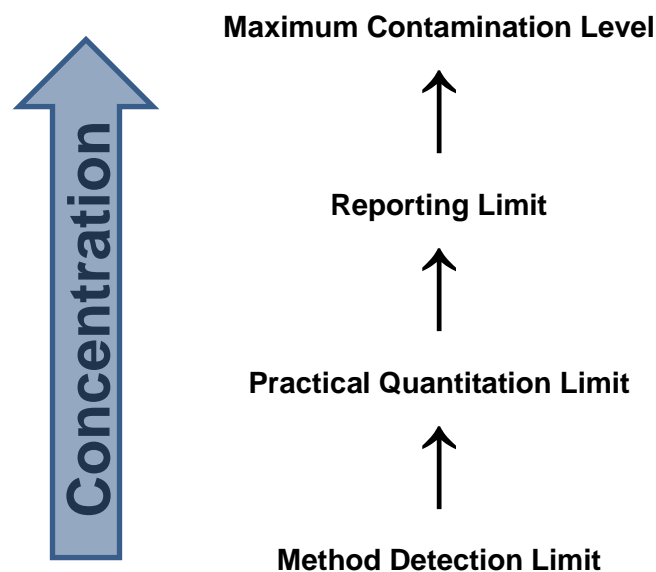 Maximum Contamination Level
Reporting Limit
Practical Quantitation Limit
Method Detection Limit
Concentration